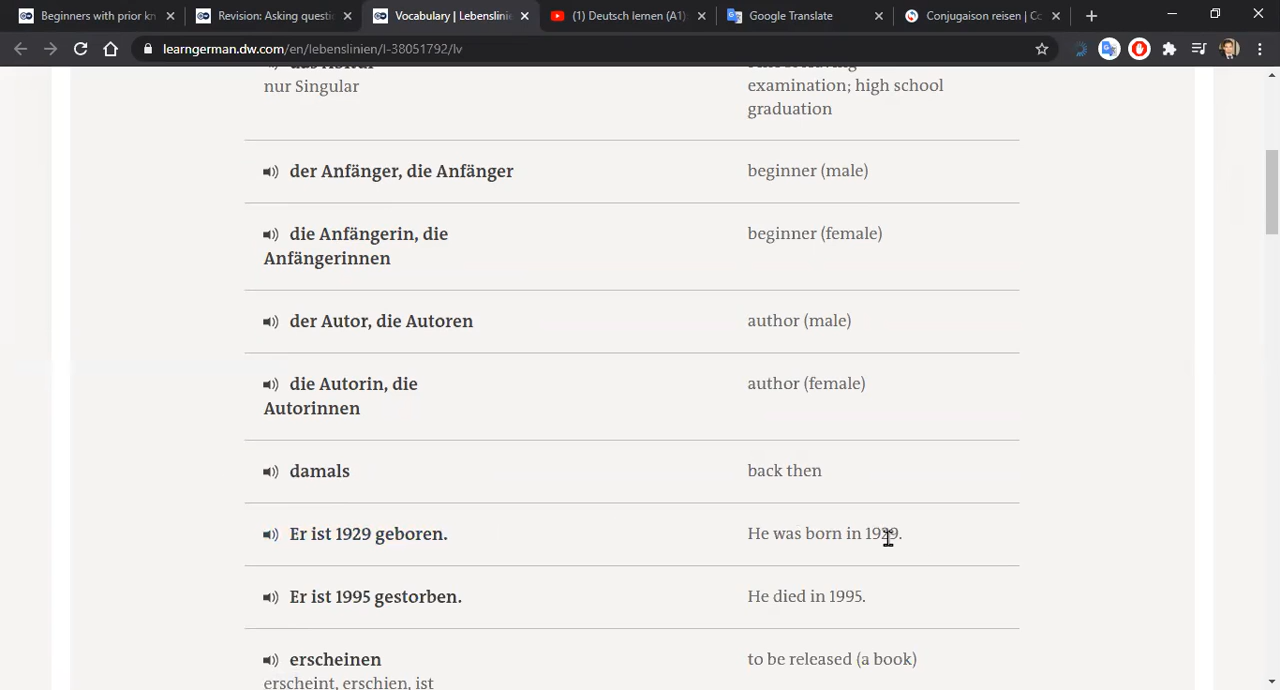 Beginners with prior kn
Revision: Asking questi
Vocabulary | Lebenslinie
(1) Deutsch lernen (A1)
Google Translate
Conjugaison reisen | Co
learngerman.dw.com/en/lebenslinien/l-38051792/lv
nur Singular
examination; high school
graduation
der Anfänger, die Anfänger
beginner (male)
die Anfängerin, die
Anfängerinnen
beginner (female)
der Autor, die Autoren
author (male)
die Autorin, die
Autorinnen
author (female)
damals
back then
Er ist 1929 geboren.
He was born in 1929.
Er ist 1995 gestorben.
He died in 1995.
erscheinen
erscheint, erschien, ist
to be released (a book)